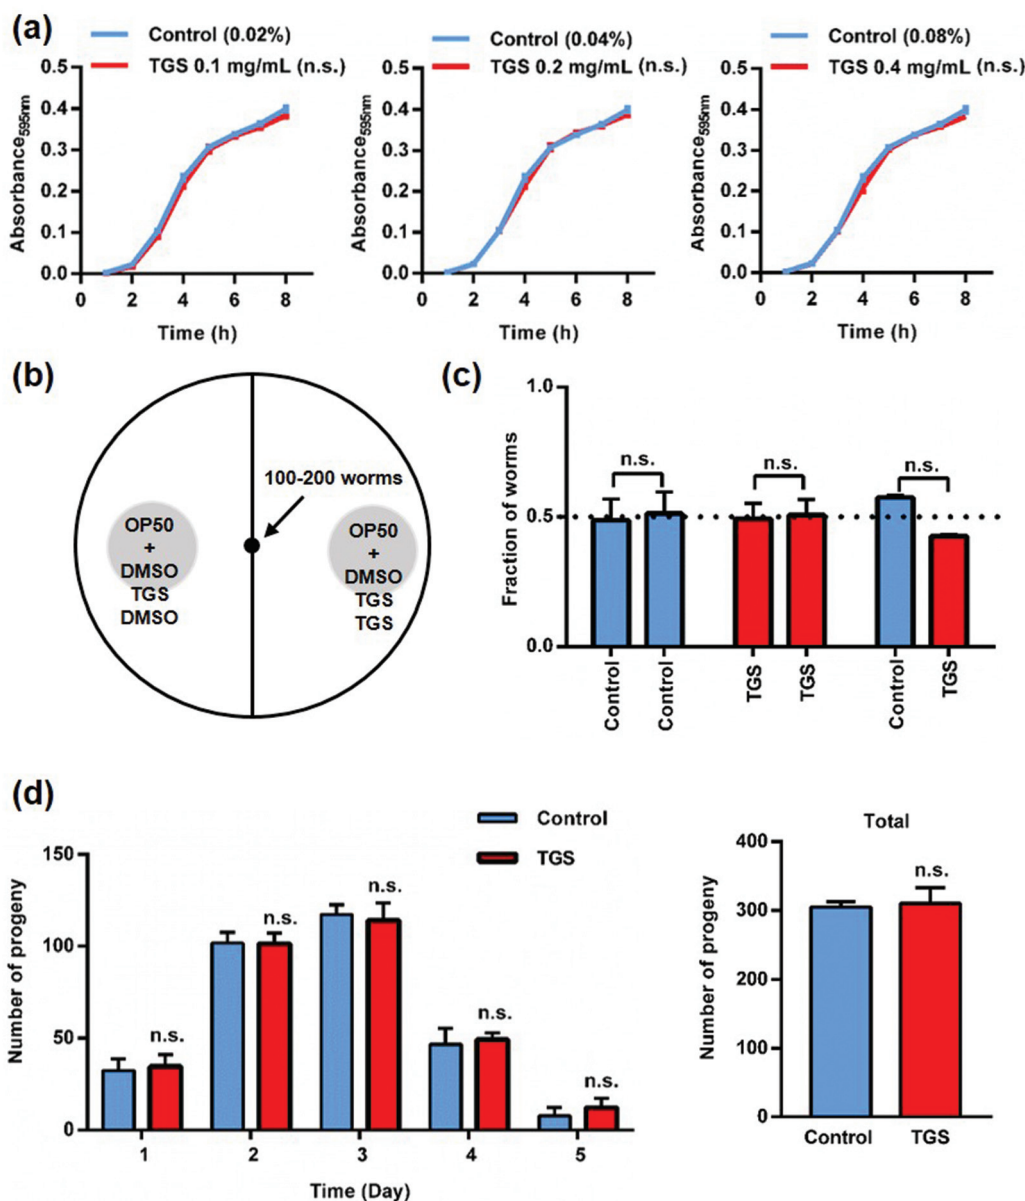 (a)
Control (0.02%)
TGS 0.1 mg/mL (n.s.)
Absorbance595nm
0.4
0.3
0.2
0.1
0.0
0 2 4 6 8
Time (h)
Control (0.04%)
TGS 0.2 mg/mL (n.s.)
Absorbance595nm
0.4
0.3
0.2
0.1
0.0
0 2 4 6 8
Time (h)
Control (0.08%)
TGS 0.4 mg/mL (n.s.)
Absorbance595nm
0.4
0.3
0.2
0.1
0.0
0 2 4 6 8
Time (h)
(b)
100-200 worms
OP50
+
DMSO
TGS
DMSO
OP50
+
DMSO
TGS
TGS
(c)
Fraction of worms
1.0
0.5
0.0
n.s.
n.s.
n.s.
Control
Control
TGS
TGS
Control
TGS
(d)
Control
TGS
Number of progeny
150
100
50
0
n.s.
n.s.
n.s.
n.s.
n.s.
1 2 3 4 5
Time (Day)
Total
Number of progeny
400
300
200
100
0
n.s.
Control TGS